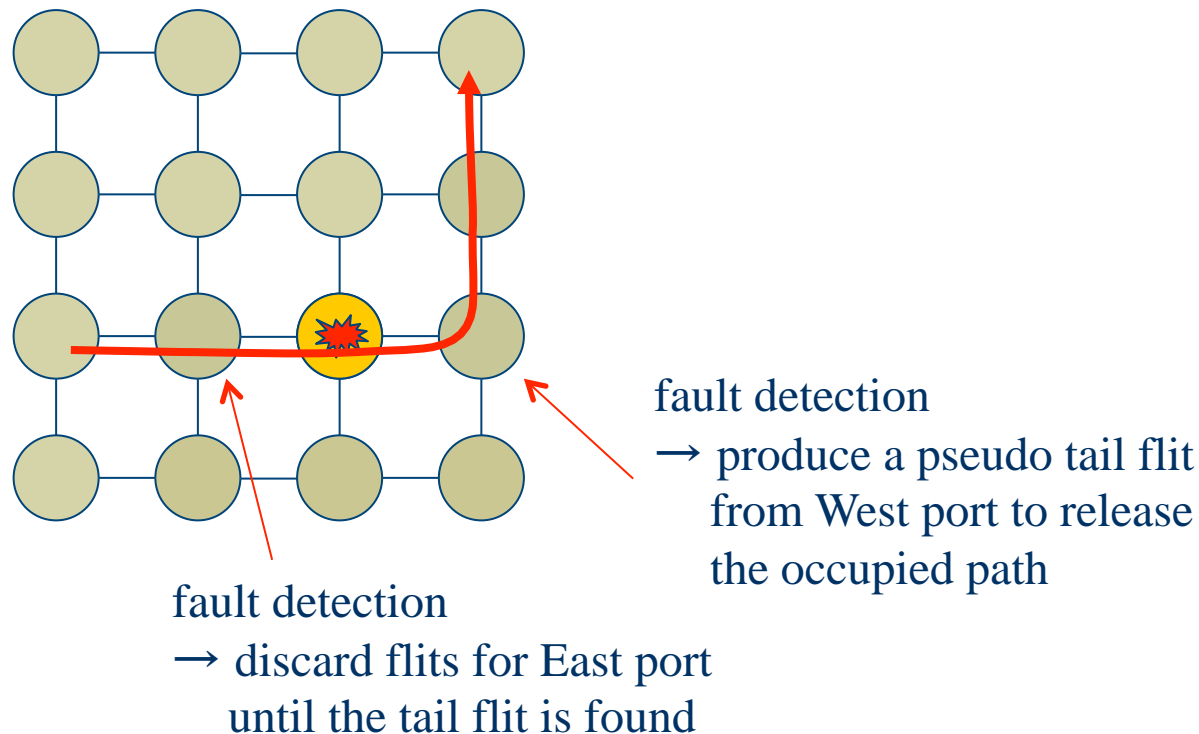 fault detection
→ produce a pseudo tail flit
from West port to release
the occupied path
fault detection
→ discard flits for East port
until the tail flit is found